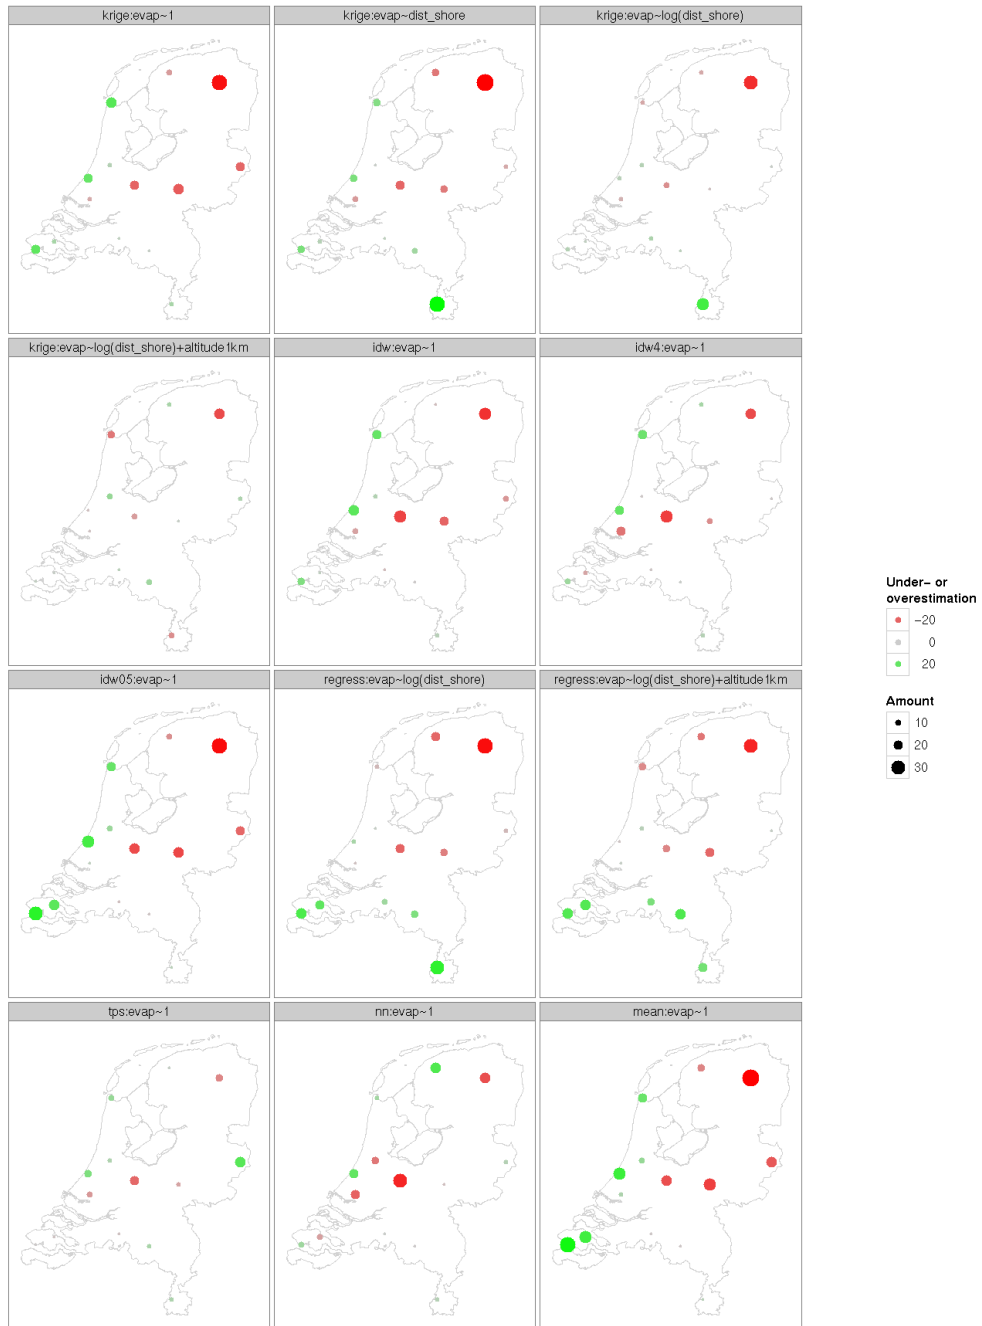 krige:evap~1
krige:evap~dist_shore
krige:evap~log(dist_shore)
krige:evap~log(dist_shore)+altitude1km
idw:evap~1
idw4:evap~1
idw05:evap~1
regress:evap~log(dist_shore)
regress:evap~log(dist_shore)+altitude1km
tps:evap~1
nn:evap~1
mean:evap~1
Under- or
overestimation
-20
0
20
Amount
10
20
30